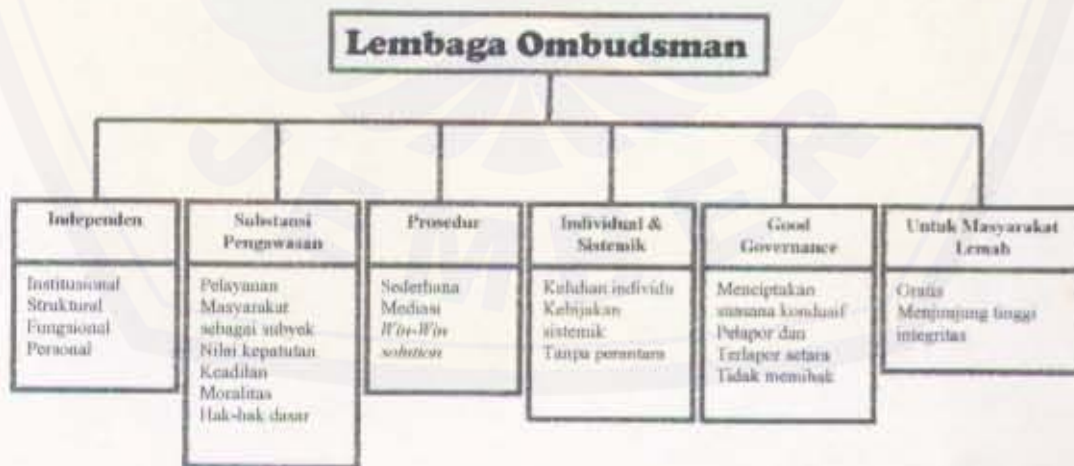 Lembaga Ombudsman
Independen
Institusional
Struktural
Fungsional
Personal
Substansi
Pengawasan
Pelayanan
Masyarakat
sebagai subyek
Nilai kepatutan
Keadilan
Moralitas
Hak-hak dasar
Prosedur
Sederhana
Mediasi
Win-Win
solution
Individual &
Sistemik
Keluhan individu
Kebijakan
sistemik
Tanpa perantara
Good
Governance
Menciptakan
suasana kondusif
Pelapor dan
Terlapor setara
Tidak memihak
Untuk Masyarakat
Lemah
Gratis
Menjunjung tinggi
integritas
JEMBER